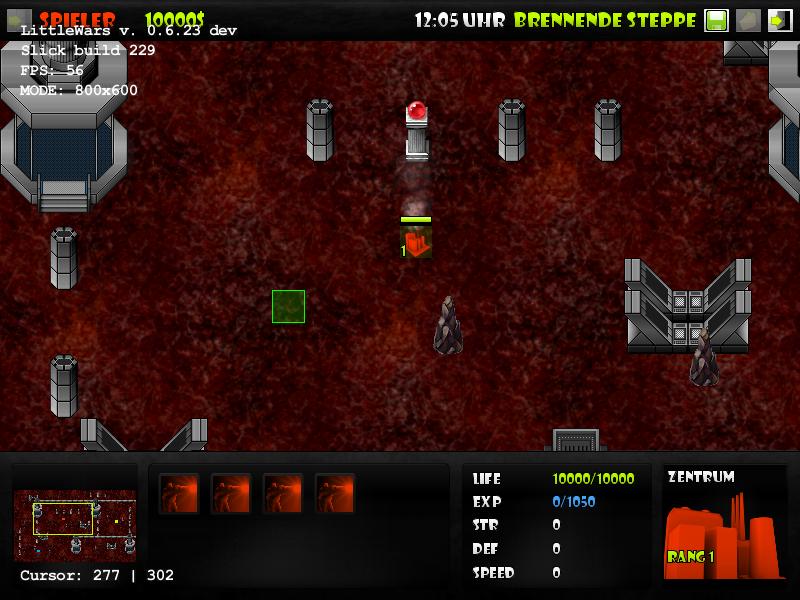 SPIELER 10000$ 12:05 UHR BRENNENDE STEPPE
LittleWars v. 0.6.23 dev
Slick build 229
FPS: 56
MODE: 800x600
1
LIFE 10000/10000
EXP 0/1050
STR 0
DEF 0
SPEED 0
ZENTRUM
RANG 1
Cursor: 277 | 302